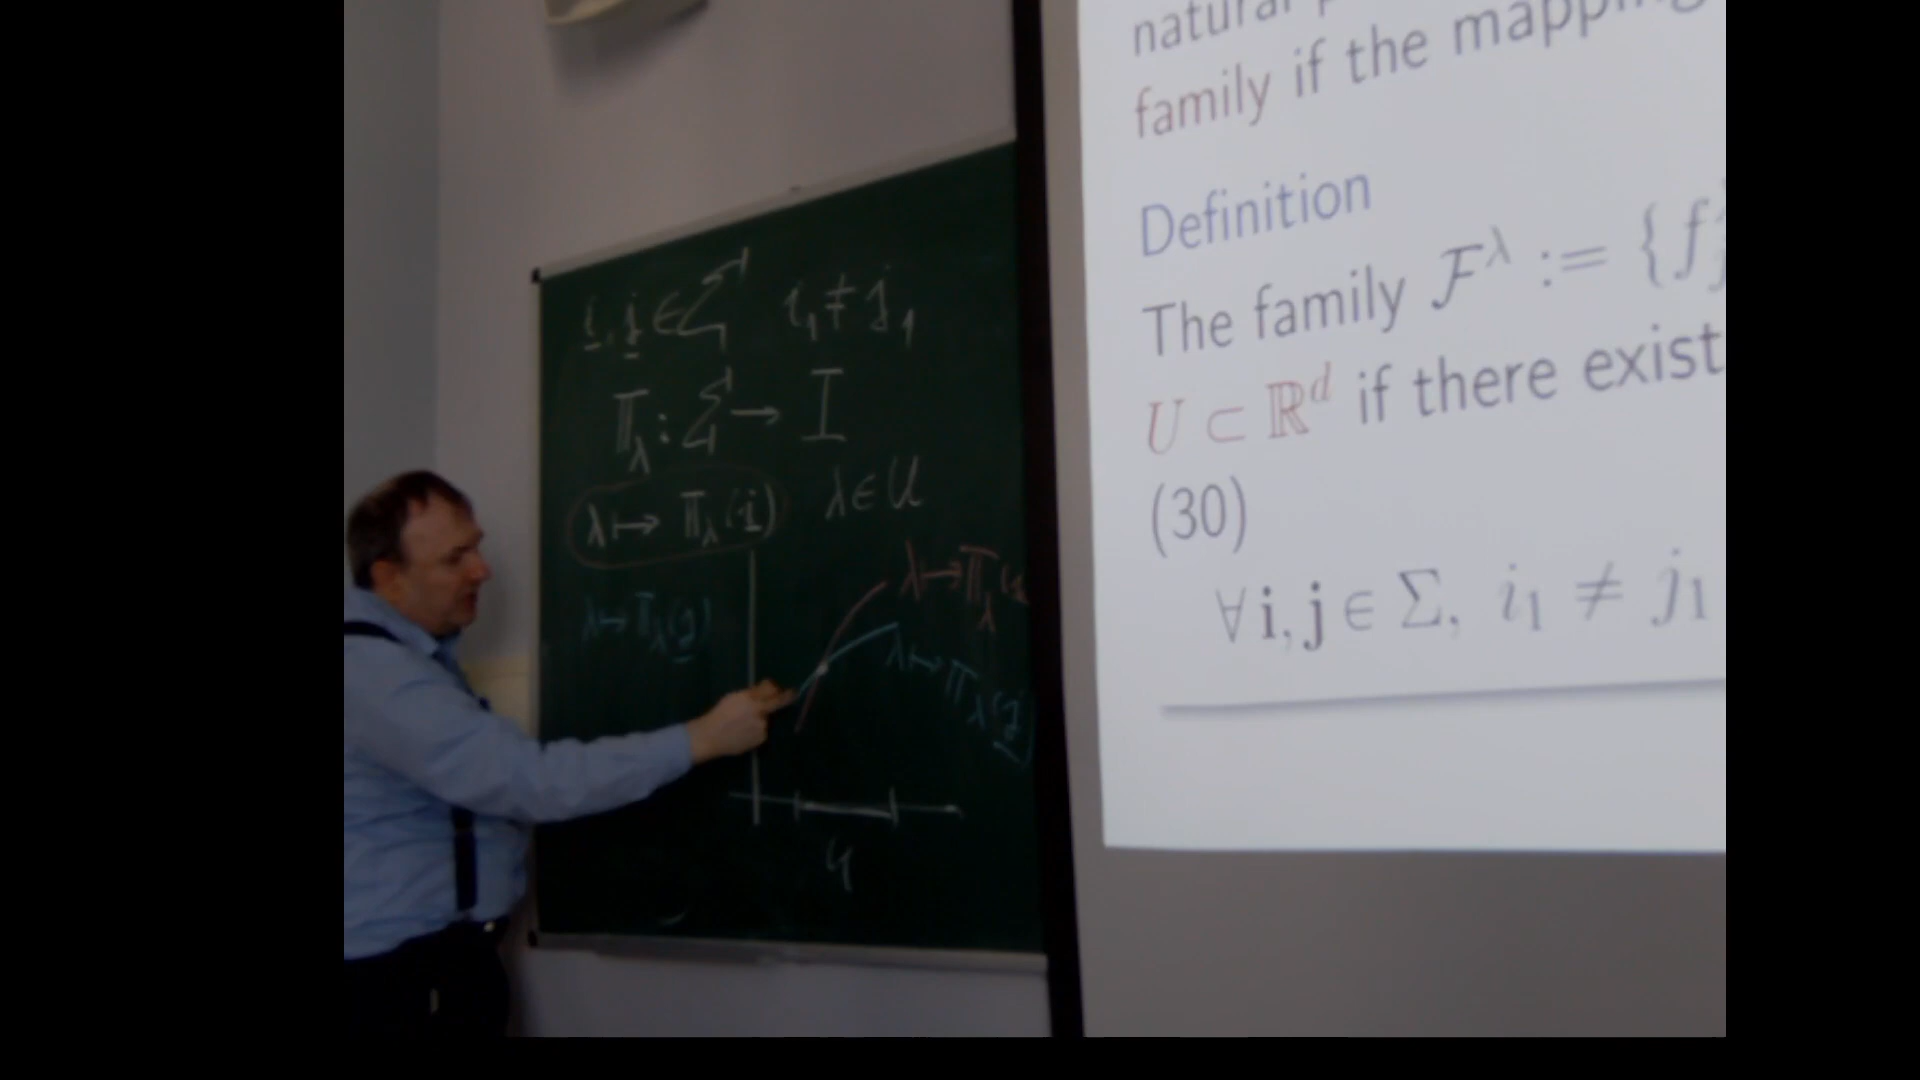 i, j ∈ Σ i₁ ≠ j₁
Π_λ : Σ → I
λ ↦ Π_λ(i) λ ∈ U
λ ↦ Π_λ
λ → Π_λ(j)
λ ↦ Π_λ(j)
natural
family if the mapping
Definition
The family 𝓕^λ := {f
U ⊂ ℝ^d if there exist
(30)
∀ i, j ∈ Σ, i₁ ≠ j₁